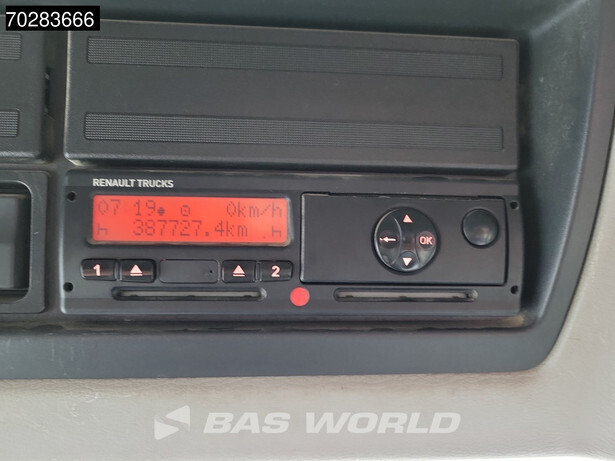 70283666
RENAULT TRUCKS
07 19 0km/h
h 387727.4km h
1 2
OK
BAS WORLD